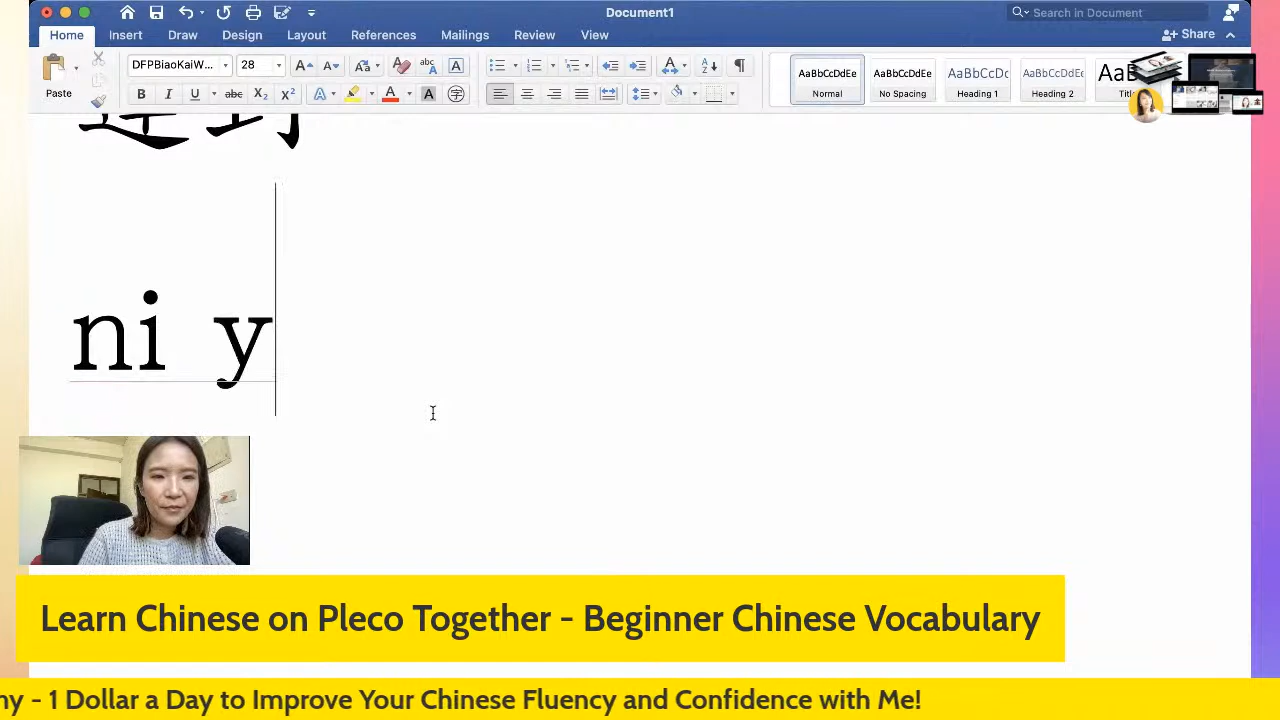 Document1
Search in Document
Home Insert Draw Design Layout References Mailings Review View Share
Paste
DFPBiaoKaiW... 28
AaBbCcDdEe AaBbCcDdEe AaBbCcDc AaBbCcDdEe
Normal No Spacing Heading 1 Heading 2
ni y
Learn Chinese on Pleco Together - Beginner Chinese Vocabulary
- 1 Dollar a Day to Improve Your Chinese Fluency and Confidence with Me!